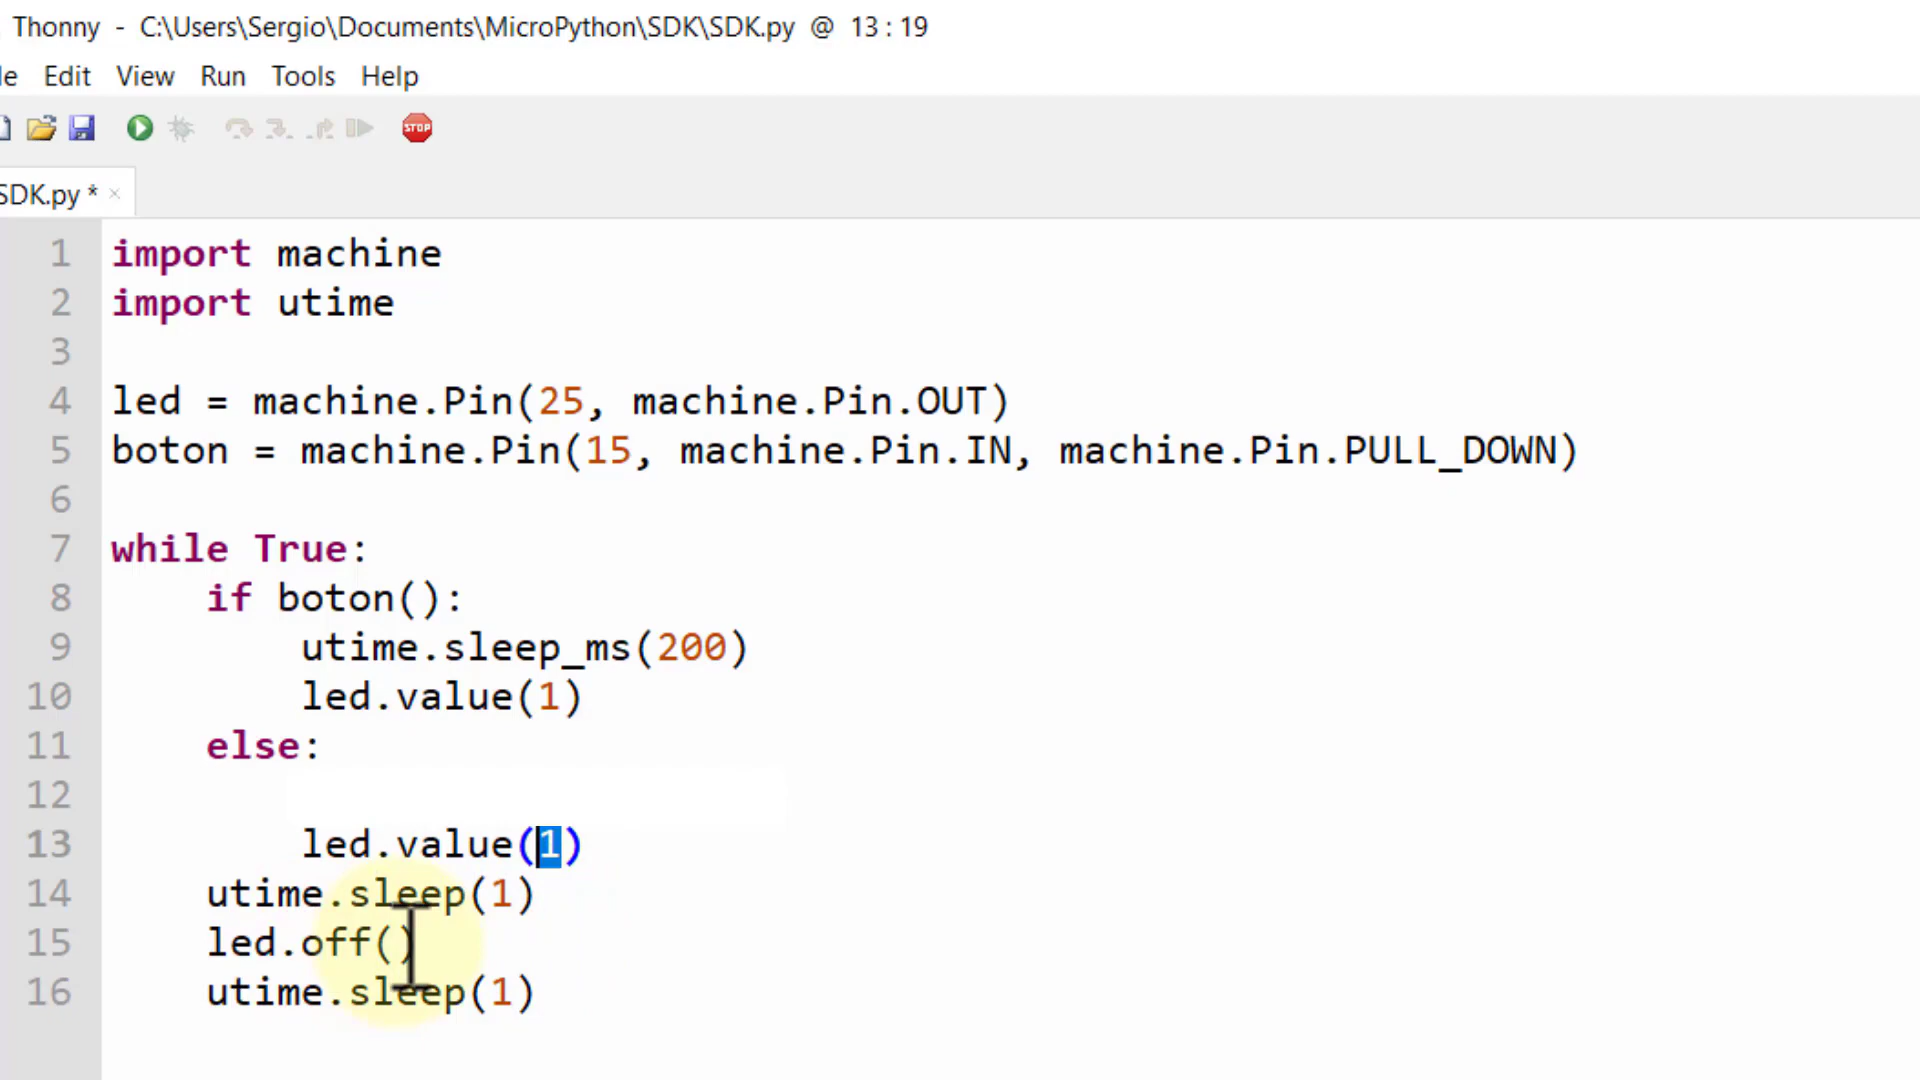 Thonny - C:\Users\Sergio\Documents\MicroPython\SDK\SDK.py @ 13 : 19
le Edit View Run Tools Help
STOP
SDK.py * ×
1 import machine
2 import utime
3
4 led = machine.Pin(25, machine.Pin.OUT)
5 boton = machine.Pin(15, machine.Pin.IN, machine.Pin.PULL_DOWN)
6
7 while True:
8 if boton():
9 utime.sleep_ms(200)
10 led.value(1)
11 else:
12
13 led.value(1)
14 utime.sleep(1)
15 led.off()
16 utime.sleep(1)